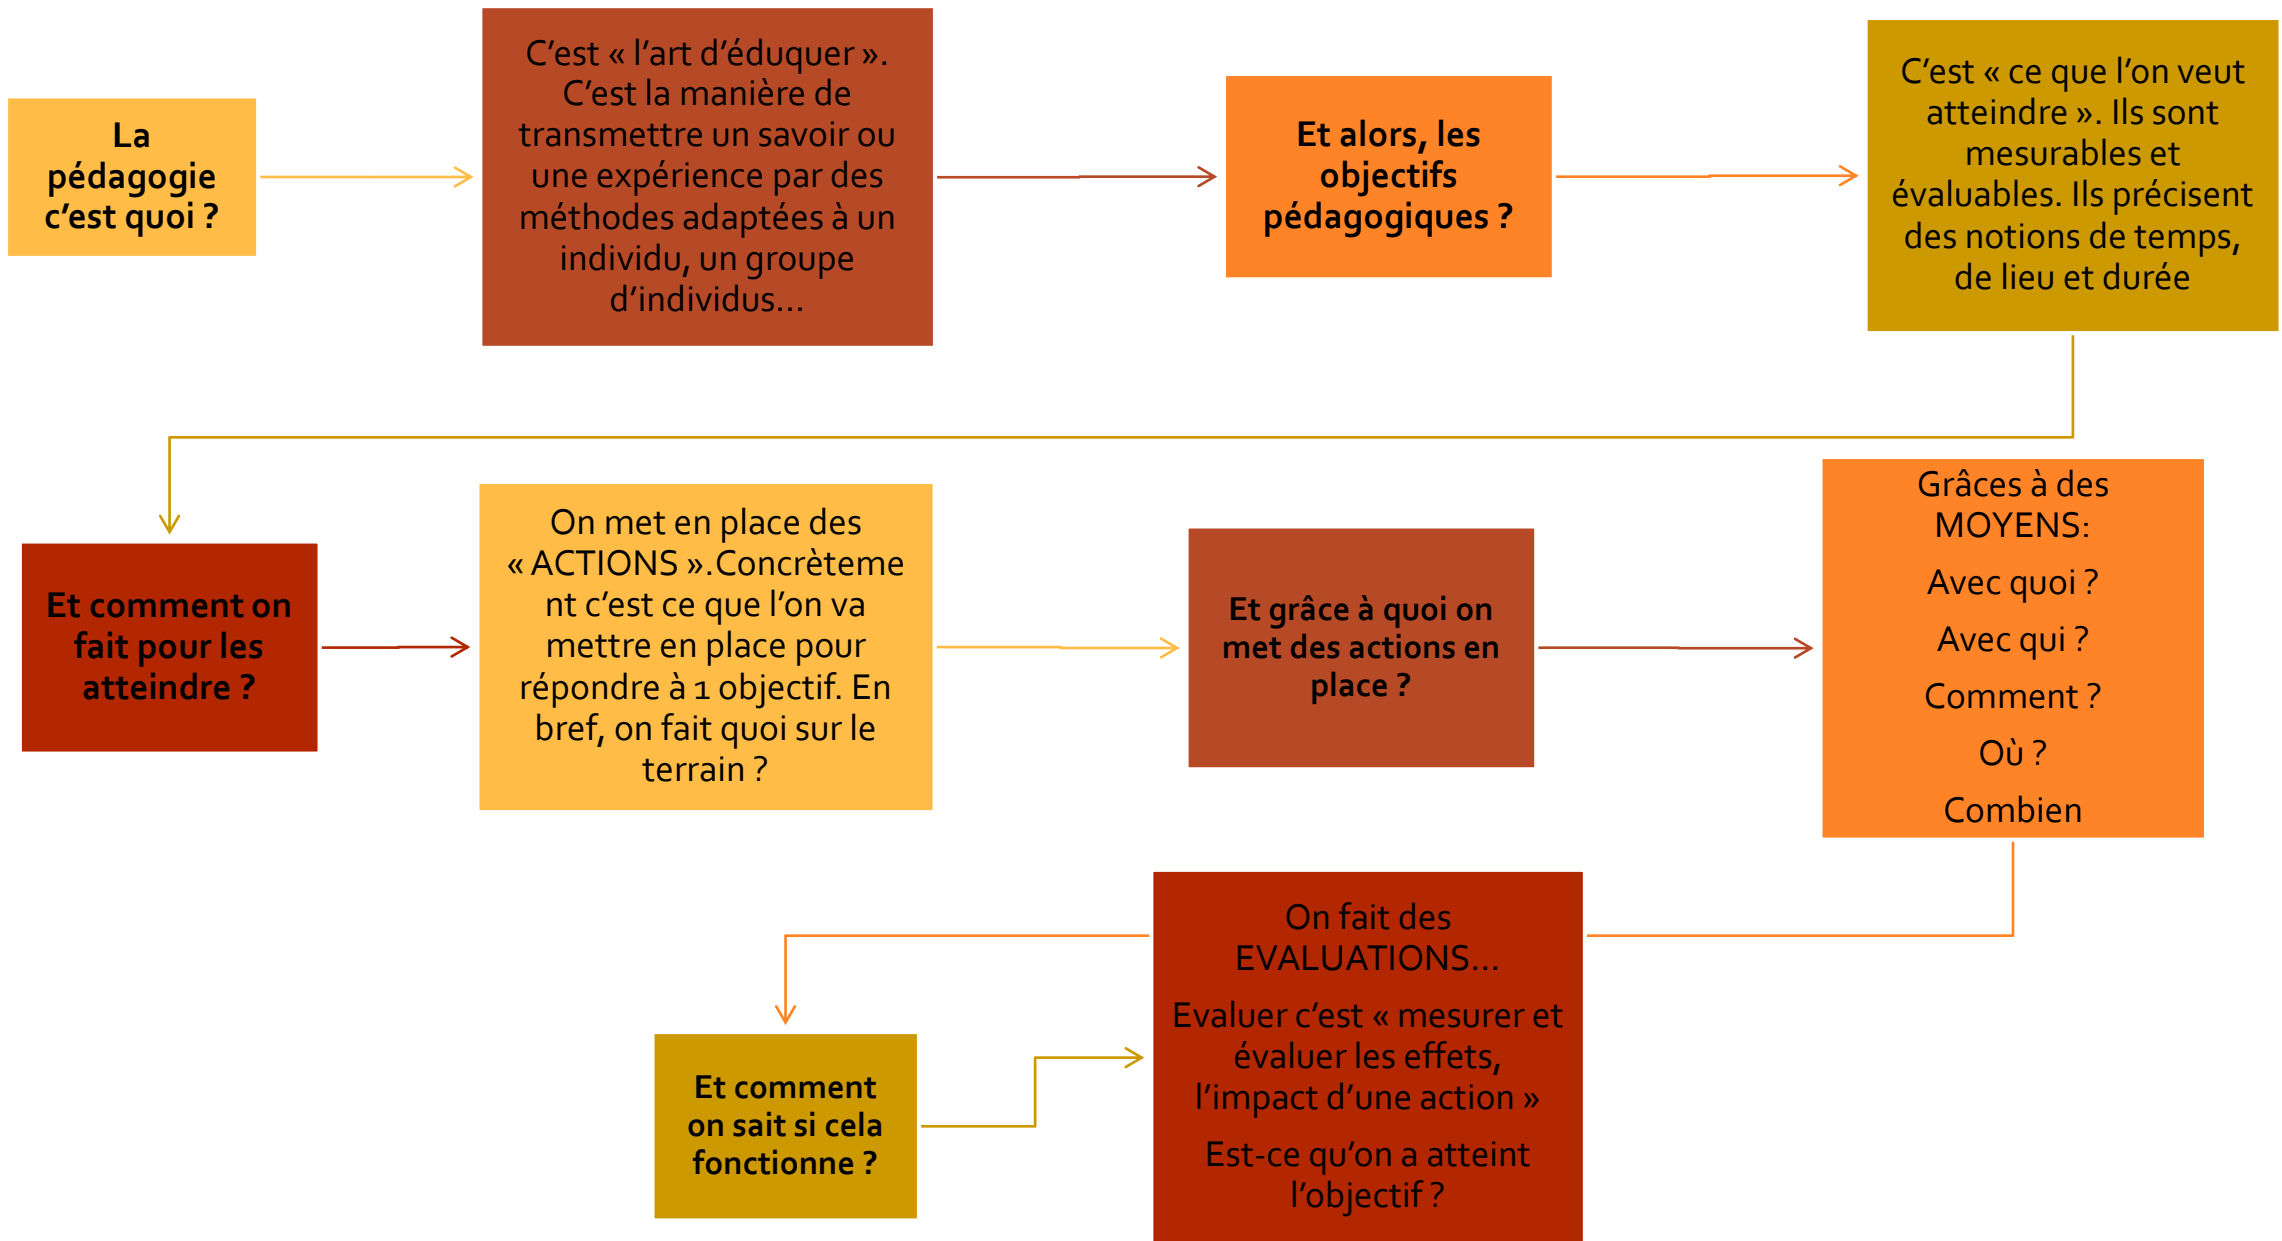 La
pédagogie
c’est quoi ?
C’est « l’art d’éduquer ».
C’est la manière de
transmettre un savoir ou
une expérience par des
méthodes adaptées à un
individu, un groupe
d’individus…
Et alors, les
objectifs
pédagogiques ?
C’est « ce que l’on veut
atteindre ». Ils sont
mesurables et
évaluables. Ils précisent
des notions de temps,
de lieu et durée
Et comment on
fait pour les
atteindre ?
On met en place des
« ACTIONS ».Concrèteme
nt c’est ce que l’on va
mettre en place pour
répondre à 1 objectif. En
bref, on fait quoi sur le
terrain ?
Et grâce à quoi on
met des actions en
place ?
Grâces à des
MOYENS:
Avec quoi ?
Avec qui ?
Comment ?
Où ?
Combien
Et comment
on sait si cela
fonctionne ?
On fait des
EVALUATIONS…
Evaluer c’est « mesurer et
évaluer les effets,
l’impact d’une action »
Est-ce qu’on a atteint
l’objectif ?